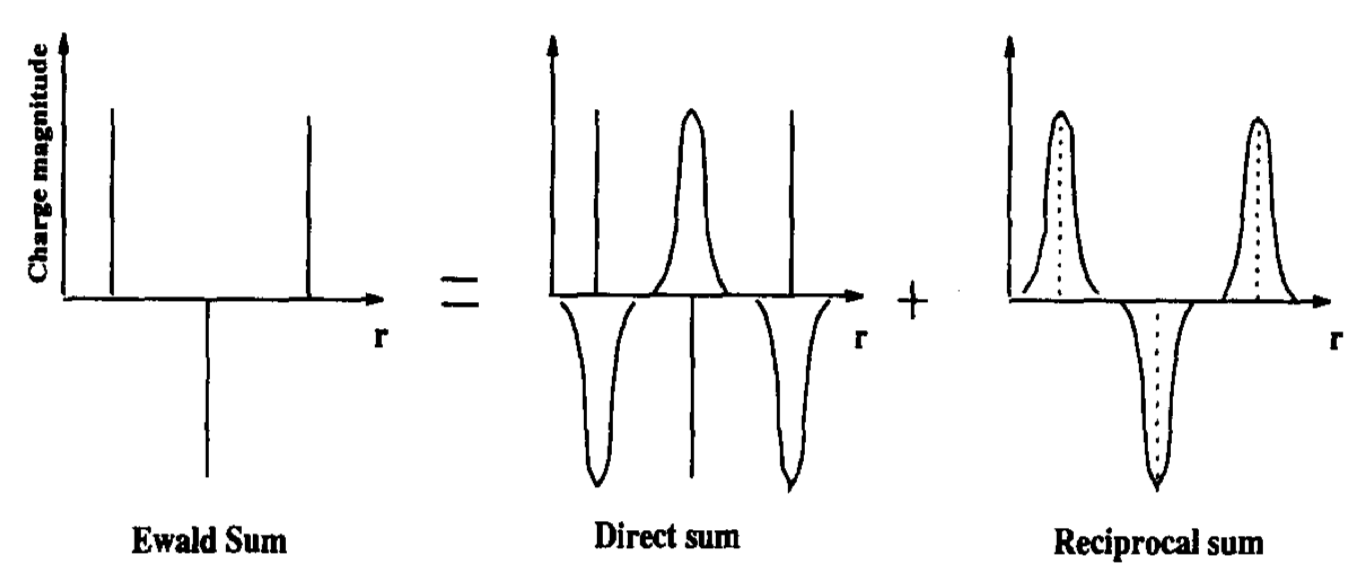 Charge magnitude
r
=
r
+
r
Ewald Sum
Direct sum
Reciprocal sum